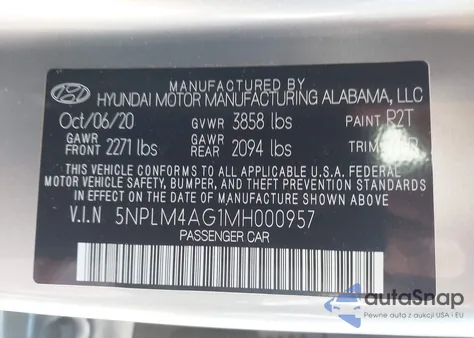 MANUFACTURED BY
HYUNDAI MOTOR MANUFACTURING ALABAMA, LLC
Oct/06/20 GVWR 3858 lbs PAINT R2T
GAWR FRONT 2271 lbs GAWR REAR 2094 lbs TRIM
THIS VEHICLE CONFORMS TO ALL APPLICABLE U.S.A. FEDERAL
MOTOR VEHICLE SAFETY, BUMPER, AND THEFT PREVENTION
STANDARDS IN EFFECT ON THE DATE OF MANUFACTURE SHOWN ABOVE.
V.I.N 5NPLM4AG1MH000957
PASSENGER CAR
autaSnap
Pewne auta z aukcji USA i EU